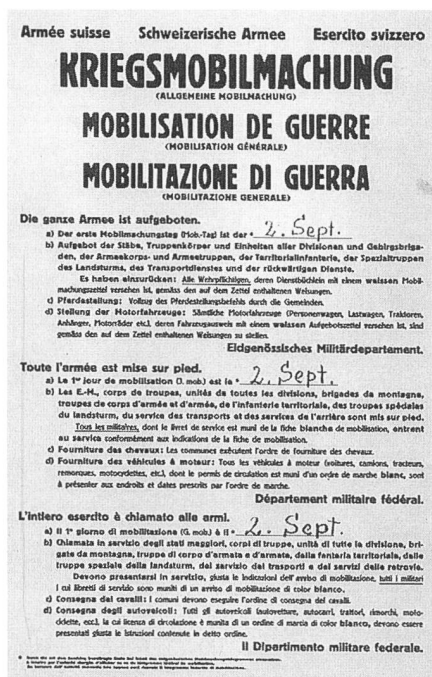 Armée suisse Schweizerische Armee Esercito svizzero
KRIEGSMOBILMACHUNG
(ALLGEMEINE MOBILMACHUNG)
MOBILISATION DE GUERRE
(MOBILISATION GÉNÉRALE)
MOBILITAZIONE DI GUERRA
(MOBILITAZIONE GENERALE)
Die ganze Armee ist aufgeboten.
a) Der erste Mobilmachungstag (Mob.-Tag) ist der * 2. Sept.
b) Aufgebot der Stäbe, Truppenkörper und Einheiten aller Divisionen und Gebirgsbriga-
den, der Armeekorps- und Armeetruppen, der Territorialinfanterie, der Spezialtruppen
des Landsturms, des Transportdienstes und der rückwärtigen Dienste.
Es haben einzurücken: Alle Wehrpflichtigen, deren Dienstbüchlein mit einem weissen Mobil-
machungszettel versehen ist, gemäss den auf dem Zettel enthaltenen Weisungen.
c) Pferdestellung: Vollzug des Pferdestellungsbefehls durch die Gemeinden.
d) Stellung der Motorfahrzeuge: Sämtliche Motorfahrzeuge (Personenwagen, Lastwagen, Traktoren,
Anhänger, Motorräder etc.), deren Fahrzeugausweis mit einem weissen Aufgebotszettel versehen ist, sind
gemäss den auf dem Zettel enthaltenen Weisungen zu stellen.
Eidgenössisches Militärdepartement.
Toute l'armée est mise sur pied.
a) Le 1er jour de mobilisation (J. mob.) est le * 2. Sept.
b) Les E.-M., corps de troupes, unités de toutes les divisions, brigades de montagne,
troupes de corps d'armée et d'armée, de l'infanterie territoriale, des troupes spéciales
du landsturm, du service des transports et des services de l'arrière sont mis sur pied.
Tous les militaires, dont le livret de service est muni de la fiche blanche de mobilisation, entrent
au service conformément aux indications de la fiche de mobilisation.
c) Fourniture des chevaux: Les communes exécutent l'ordre de fourniture des chevaux.
d) Fourniture des véhicules à moteur: Tous les véhicules à moteur (voitures, camions, tracteurs,
remorques, motocyclettes, etc.), dont le permis de circulation est muni d'un ordre de marche blanc, sont
à présenter aux endroits et dates prescrits par l'ordre de marche.
Département militaire fédéral.
L'intiero esercito è chiamato alle armi.
a) Il 1° giorno di mobilitazione (G. mob.) è il * 2. Sept.
b) Chiamata in servizio degli stati maggiori, corpi di truppe, unità di tutte le divisioni, bri-
gate da montagna, truppe di corpo d'armata e d'armata, della fanteria territoriale, delle
truppe speciali della landsturm, del servizio dei trasporti e dei servizi delle retrovie.
Devono presentarsi in servizio, giusta le indicazioni dell'avviso di mobilitazione, tutti i militari
i cui libretti di servizio sono muniti di un avviso di mobilitazione di color bianco.
c) Consegna dei cavalli: I comuni devono eseguire l'ordine di consegna dei cavalli.
d) Consegna degli autoveicoli: Tutti gli autoveicoli (autovetture, autocarri, trattori, rimorchi, moto-
ciclette, ecc.), la cui licenza di circolazione è munita di un ordine di marcia di color bianco, devono essere
presentati giusta le istruzioni contenute in detto ordine.
Il Dipartimento militare federale.